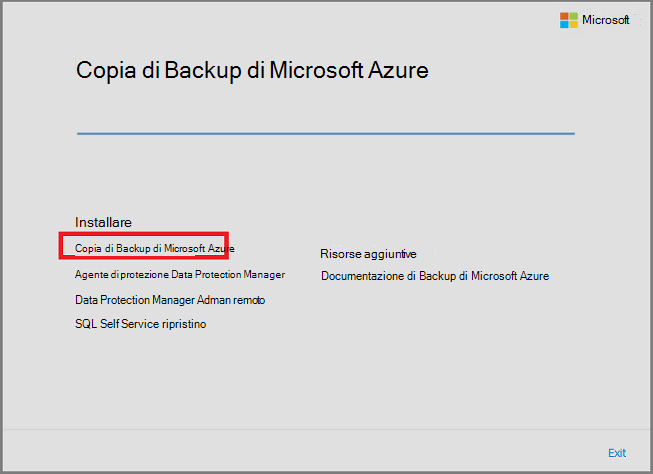 Microsoft
Copia di Backup di Microsoft Azure
Installare
Copia di Backup di Microsoft Azure
Agente di protezione Data Protection Manager
Data Protection Manager Adman remoto
SQL Self Service ripristino
Risorse aggiuntive
Documentazione di Backup di Microsoft Azure
Exit